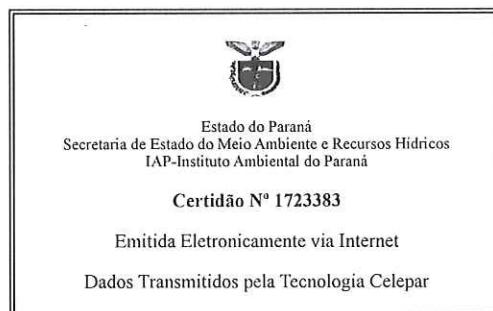 Estado do Paraná
Secretaria de Estado do Meio Ambiente e Recursos Hídricos
IAP-Instituto Ambiental do Paraná
Certidão Nº 1723383
Emitida Eletronicamente via Internet
Dados Transmitidos pela Tecnologia Celepar